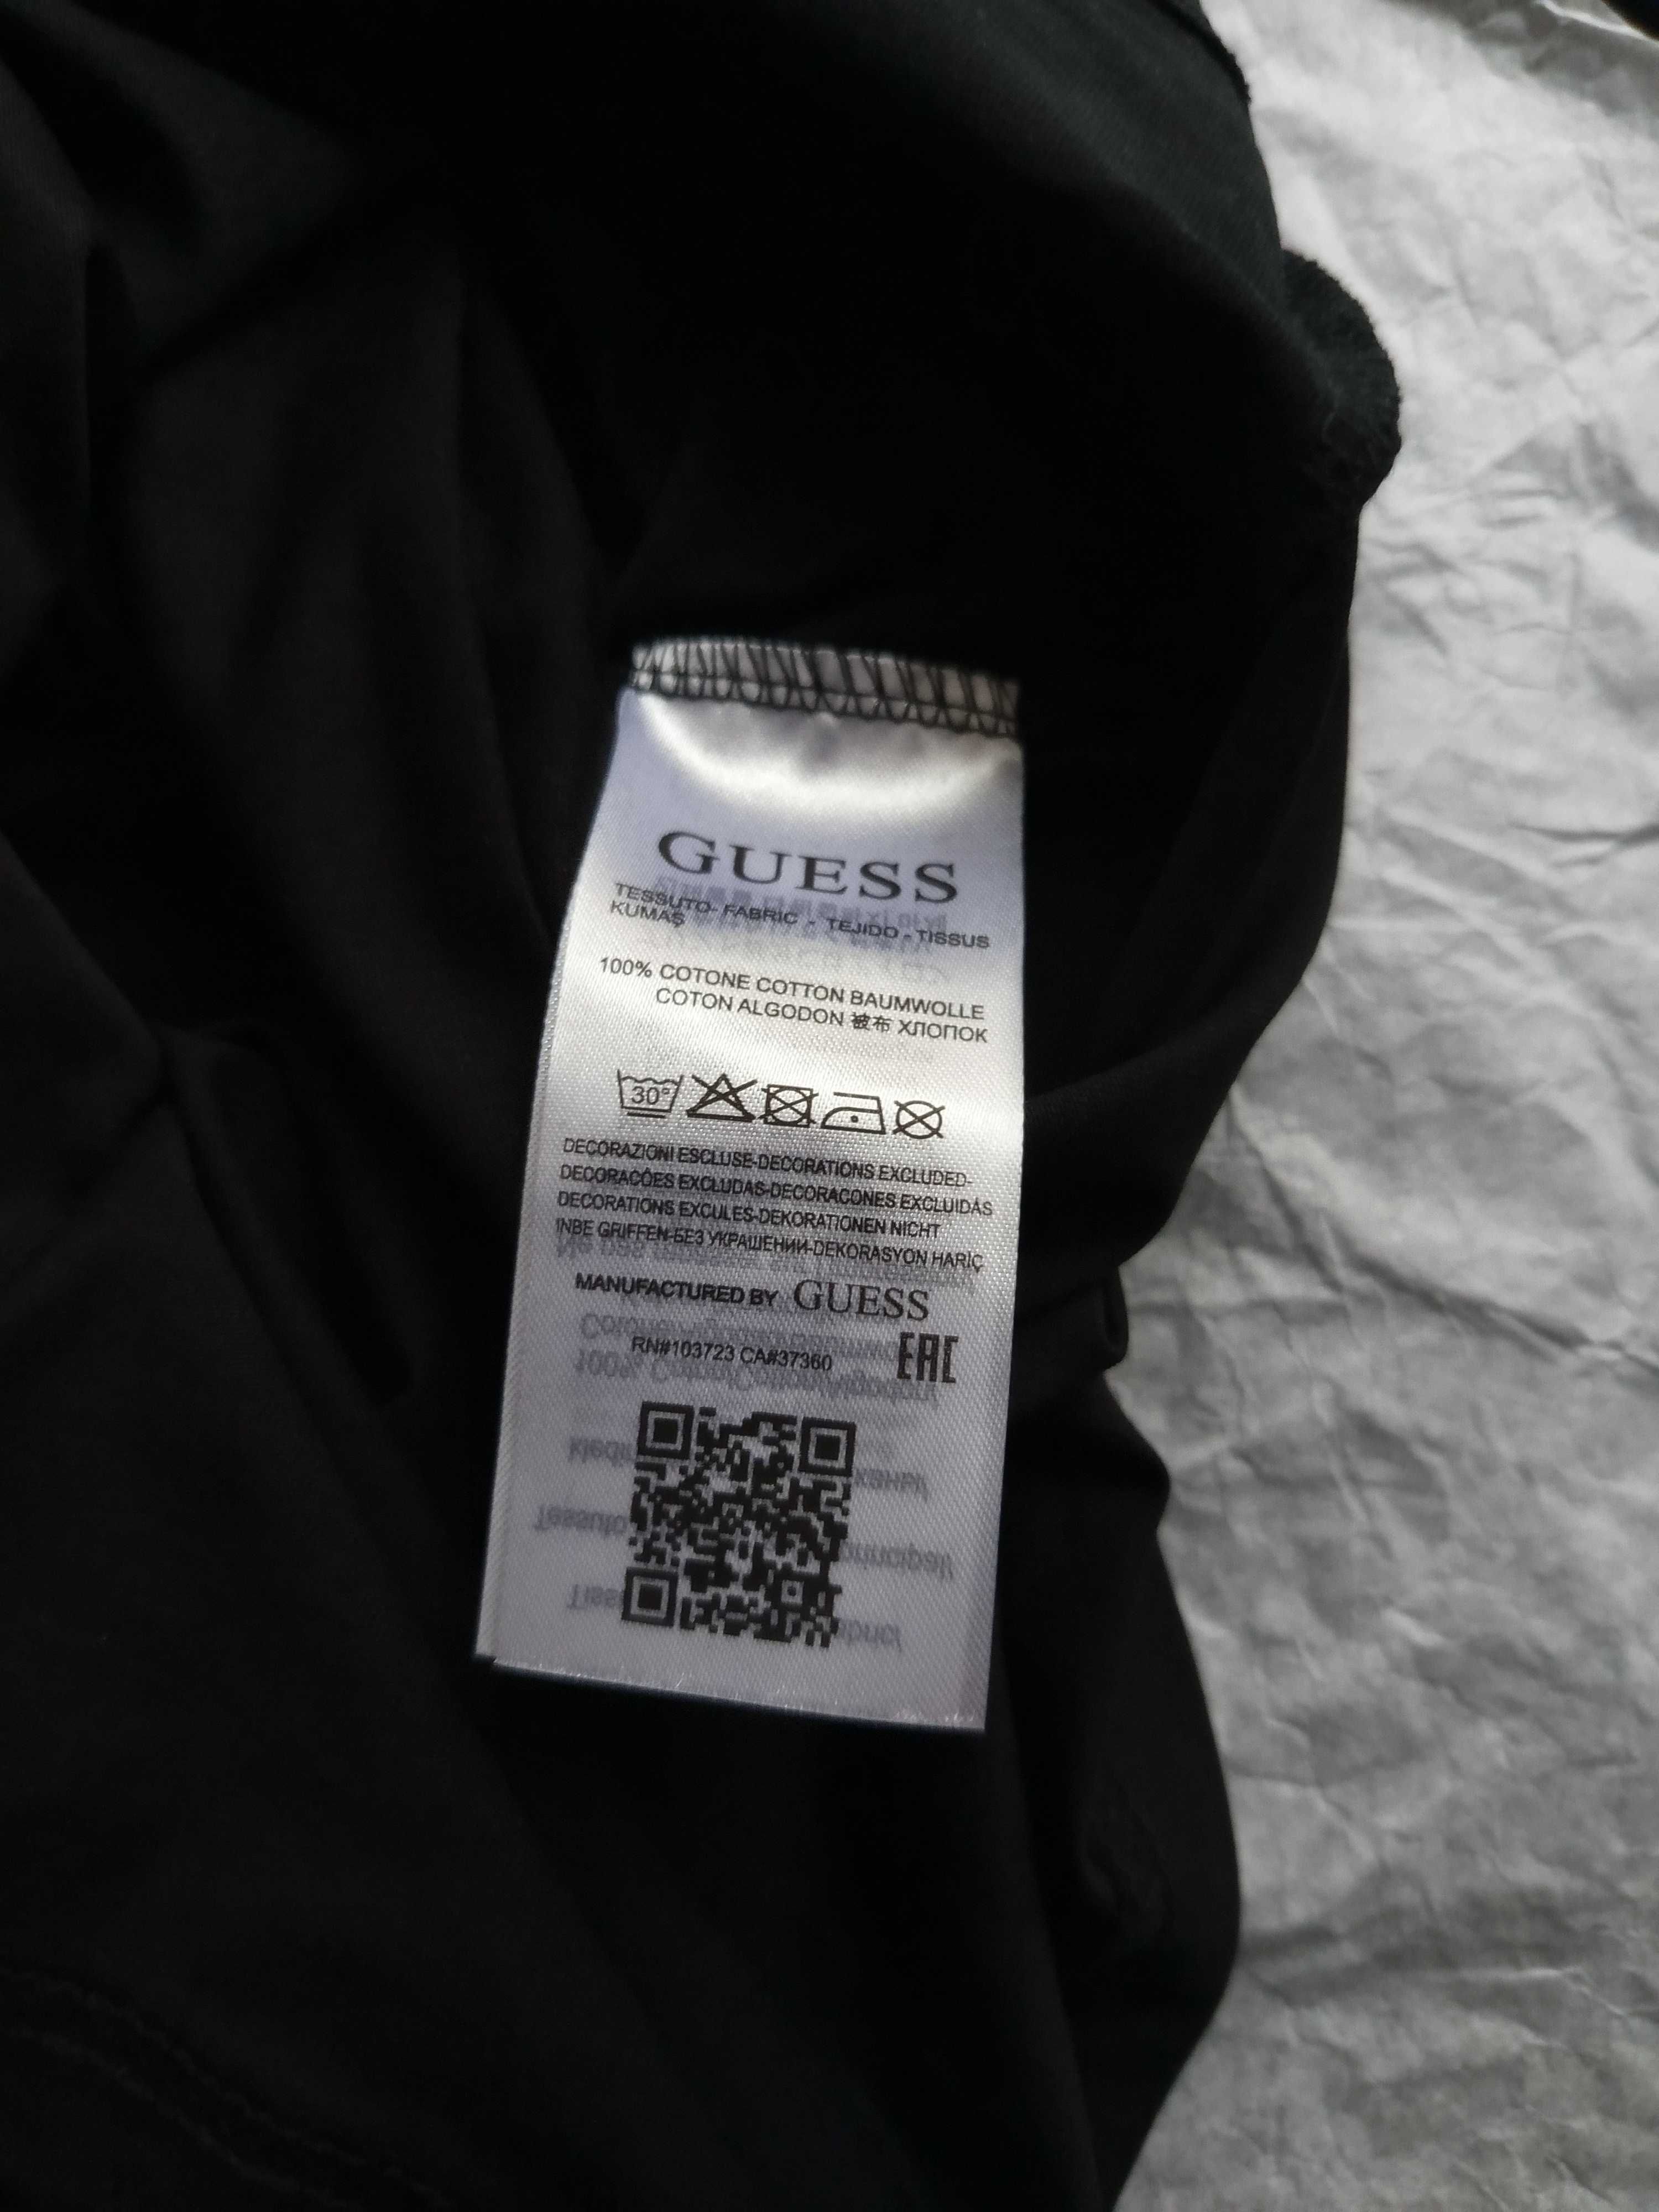 GUESS
TESSUTO- FABRIC - TEJIDO - TISSUS
KUMAŞ
100% COTONE COTTON BAUMWOLLE
COTON ALGODON 被布 ХЛОПОК
30°
DECORAZIONI ESCLUSE-DECORATIONS EXCLUDED-
DECORACÕES EXCLUDAS-DECORACONES EXCLUIDÁS
DECORATIONS EXCULES-DEKORATIONEN NICHT
INBE GRIFFEN-БЕЗ УКРАШЕНИИ-DEKORASYON HARİÇ
MANUFACTURED BY GUESS
RN#103723 CA#37360 EAC